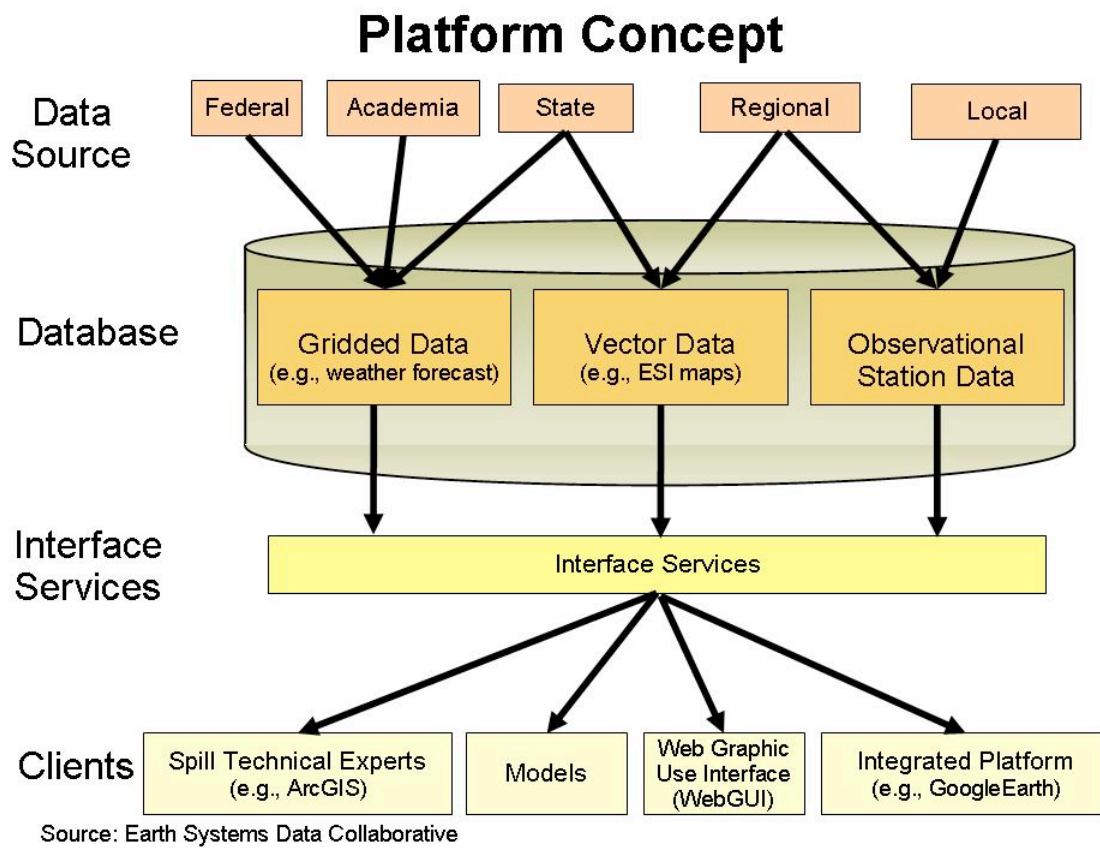 Platform Concept
Data
Source
Federal
Academia
State
Regional
Local
Database
Gridded Data
(e.g., weather forecast)
Vector Data
(e.g., ESI maps)
Observational
Station Data
Interface
Services
Interface Services
Clients
Spill Technical Experts
(e.g., ArcGIS)
Models
Web Graphic
Use Interface
(WebGUI)
Integrated Platform
(e.g., GoogleEarth)
Source: Earth Systems Data Collaborative